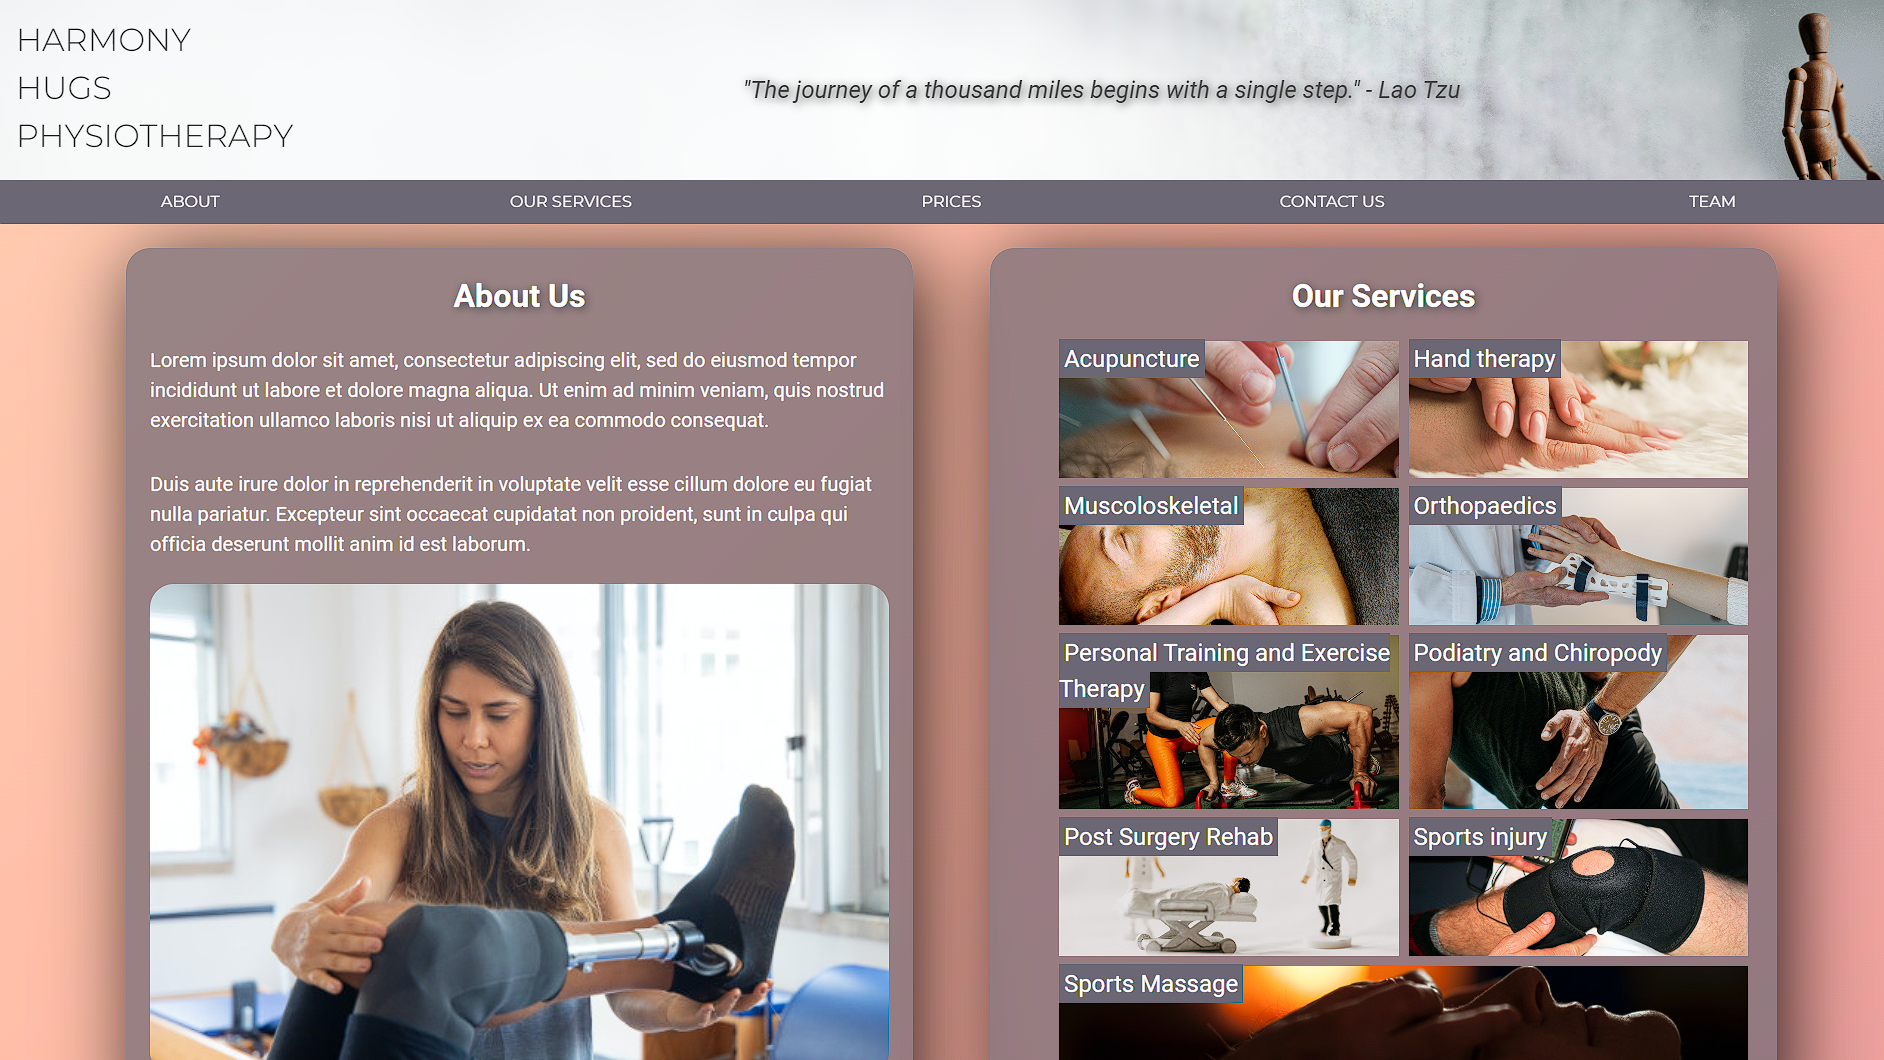 HARMONY
HUGS
PHYSIOTHERAPY
"The journey of a thousand miles begins with a single step." - Lao Tzu
ABOUT
OUR SERVICES
PRICES
CONTACT US
TEAM
About Us
Lorem ipsum dolor sit amet, consectetur adipiscing elit, sed do eiusmod tempor
incididunt ut labore et dolore magna aliqua. Ut enim ad minim veniam, quis nostrud
exercitation ullamco laboris nisi ut aliquip ex ea commodo consequat.
Duis aute irure dolor in reprehenderit in voluptate velit esse cillum dolore eu fugiat
nulla pariatur. Excepteur sint occaecat cupidatat non proident, sunt in culpa qui
officia deserunt mollit anim id est laborum.
Our Services
Acupuncture
Hand therapy
Muscoloskeletal
Orthopaedics
Personal Training and Exercise
Therapy
Podiatry and Chiropody
Post Surgery Rehab
Sports injury
Sports Massage